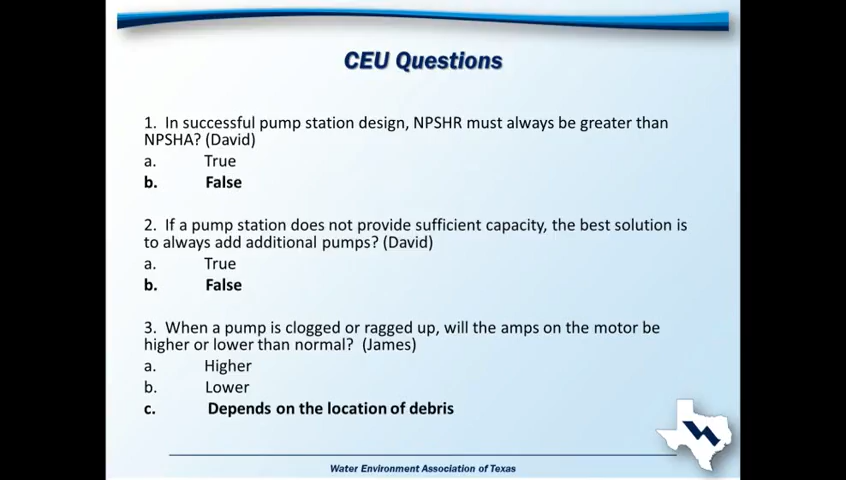 CEU Questions
1. In successful pump station design, NPSHR must always be greater than
NPSHA? (David)
a. True
b. False
2. If a pump station does not provide sufficient capacity, the best solution is
to always add additional pumps? (David)
a. True
b. False
3. When a pump is clogged or ragged up, will the amps on the motor be
higher or lower than normal? (James)
a. Higher
b. Lower
c. Depends on the location of debris
Water Environment Association of Texas